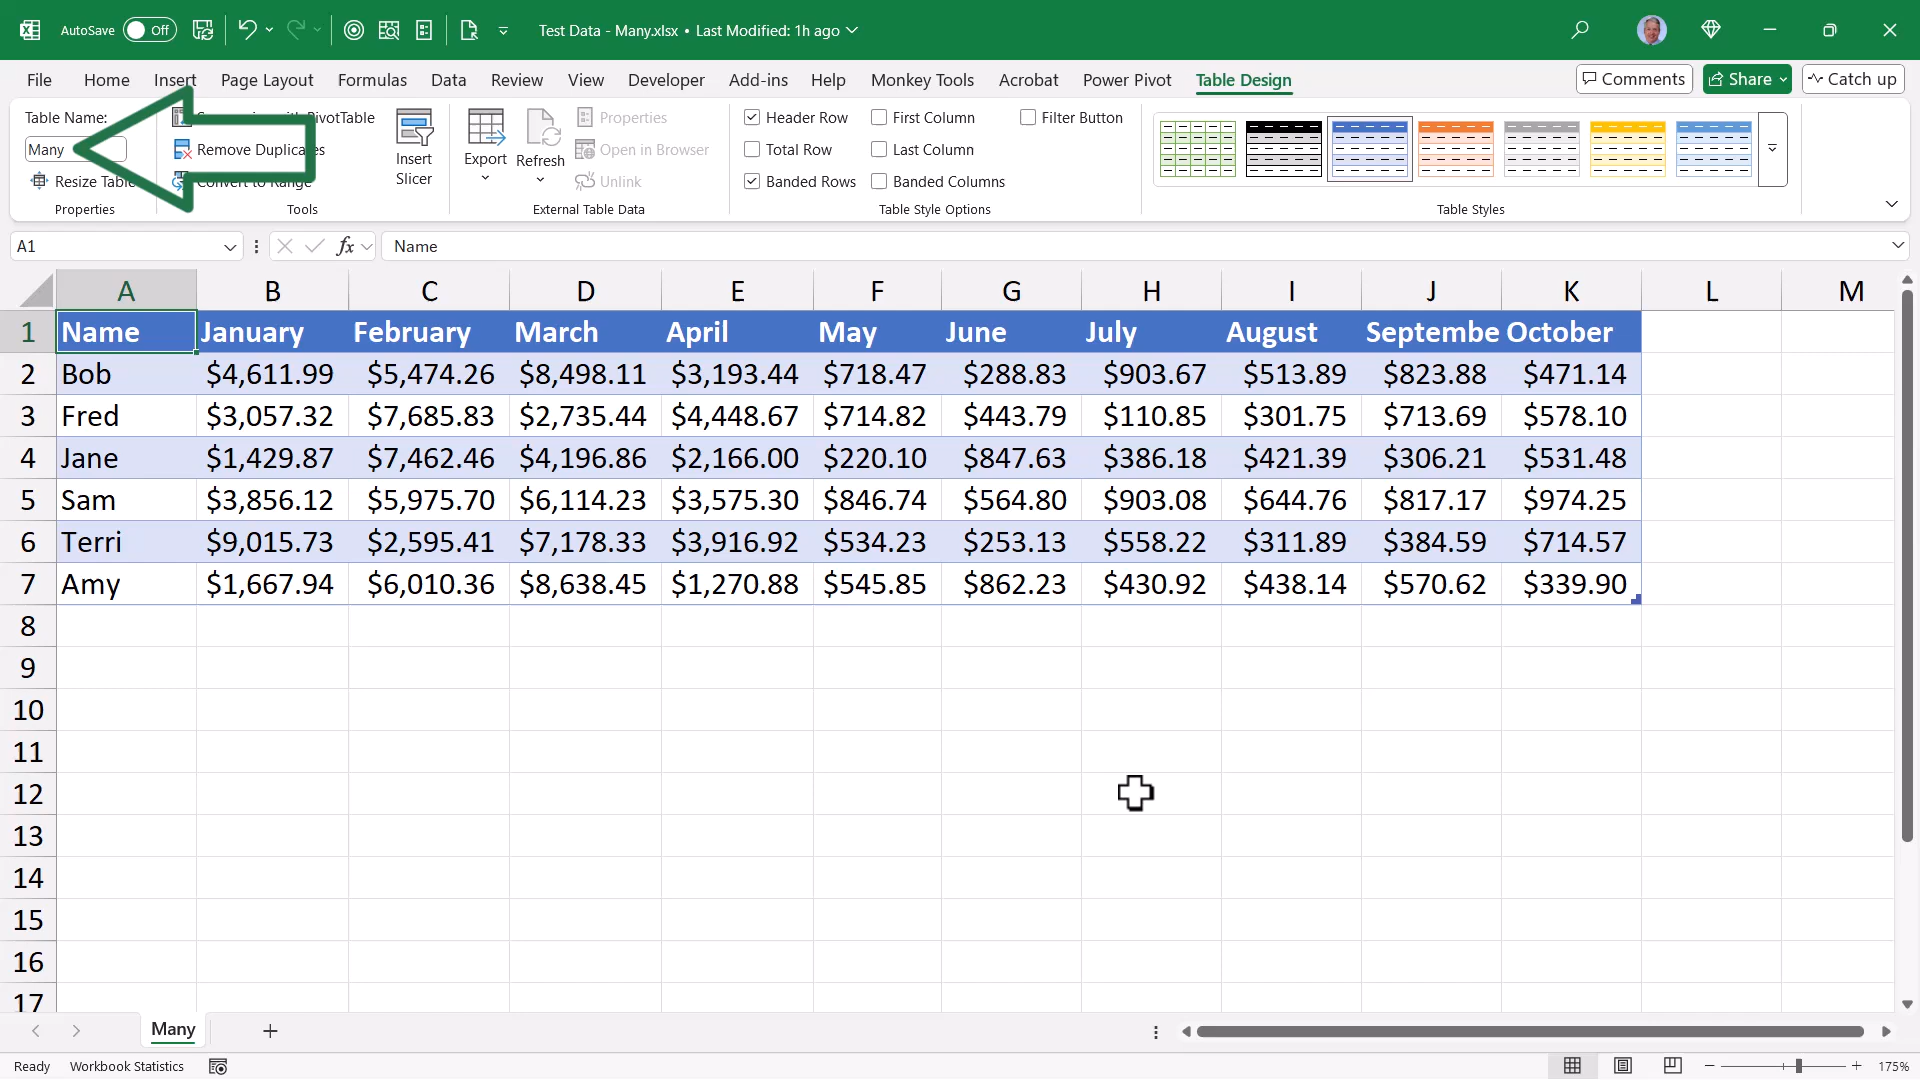 AutoSave Off Test Data - Many.xlsx • Last Modified: 1h ago
File Home Insert Page Layout Formulas Data Review View Developer Add-ins Help Monkey Tools Acrobat Power Pivot Table Design Comments Share Catch up
Table Name:
Many
Resize Table
Properties
PivotTable
Remove Duplicates
Convert to Range
Tools
Insert
Slicer
Export
Refresh
Properties
Open in Browser
Unlink
External Table Data
Header Row First Column Filter Button
Total Row Last Column
Banded Rows Banded Columns
Table Style Options
Table Styles
A1 fx Name
A B C D E F G H I J K L M
1 Name January February March April May June July August Septembe October
2 Bob $4,611.99 $5,474.26 $8,498.11 $3,193.44 $718.47 $288.83 $903.67 $513.89 $823.88 $471.14
3 Fred $3,057.32 $7,685.83 $2,735.44 $4,448.67 $714.82 $443.79 $110.85 $301.75 $713.69 $578.10
4 Jane $1,429.87 $7,462.46 $4,196.86 $2,166.00 $220.10 $847.63 $386.18 $421.39 $306.21 $531.48
5 Sam $3,856.12 $5,975.70 $6,114.23 $3,575.30 $846.74 $564.80 $903.08 $644.76 $817.17 $974.25
6 Terri $9,015.73 $2,595.41 $7,178.33 $3,916.92 $534.23 $253.13 $558.22 $311.89 $384.59 $714.57
7 Amy $1,667.94 $6,010.36 $8,638.45 $1,270.88 $545.85 $862.23 $430.92 $438.14 $570.62 $339.90
8
9
10
11
12
13
14
15
16
17
Many
Ready Workbook Statistics 175%